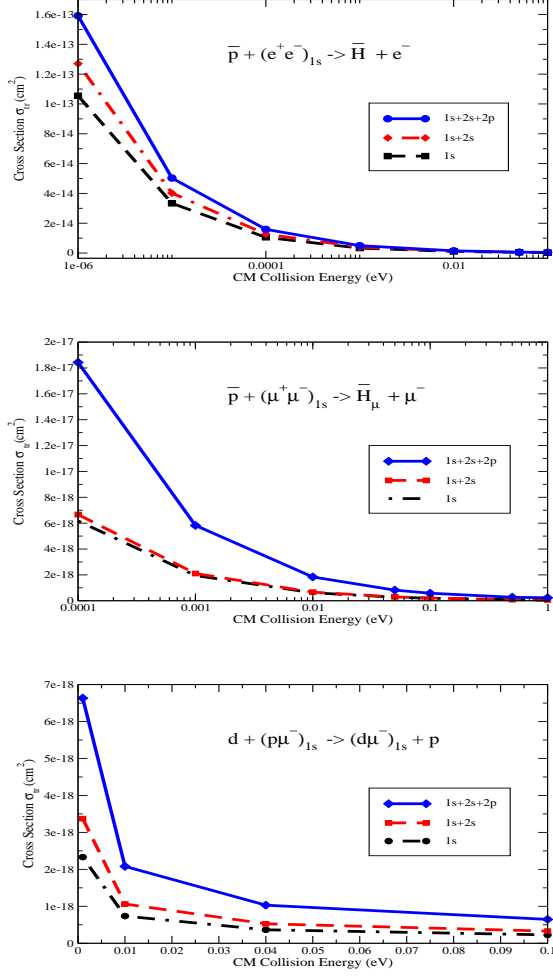 1.6e-13
1.4e-13
1.2e-13
1e-13
8e-14
6e-14
4e-14
2e-14
0
1e-06
0.0001
0.01
Cross Section σtr (cm²)
CM Collision Energy (eV)
p̅ + (e⁺ e⁻)₁ₛ -> H̅ + e⁻
1s+2s+2p
1s+2s
1s
2e-17
1.8e-17
1.6e-17
1.4e-17
1.2e-17
1e-17
8e-18
6e-18
4e-18
2e-18
0
0.0001
0.001
0.01
0.1
1
Cross Section σtr (cm²)
CM Collision Energy (eV)
p̅ + (μ⁺ μ⁻)₁ₛ -> H̅μ + μ⁻
1s+2s+2p
1s+2s
1s
7e-18
6e-18
5e-18
4e-18
3e-18
2e-18
1e-18
0
0
0.01
0.02
0.03
0.04
0.05
0.06
0.07
0.08
0.09
0.1
Cross Section σtr (cm²)
CM Collision Energy (eV)
d + (pμ⁻)₁ₛ -> (dμ⁻)₁ₛ + p
1s+2s+2p
1s+2s
1s